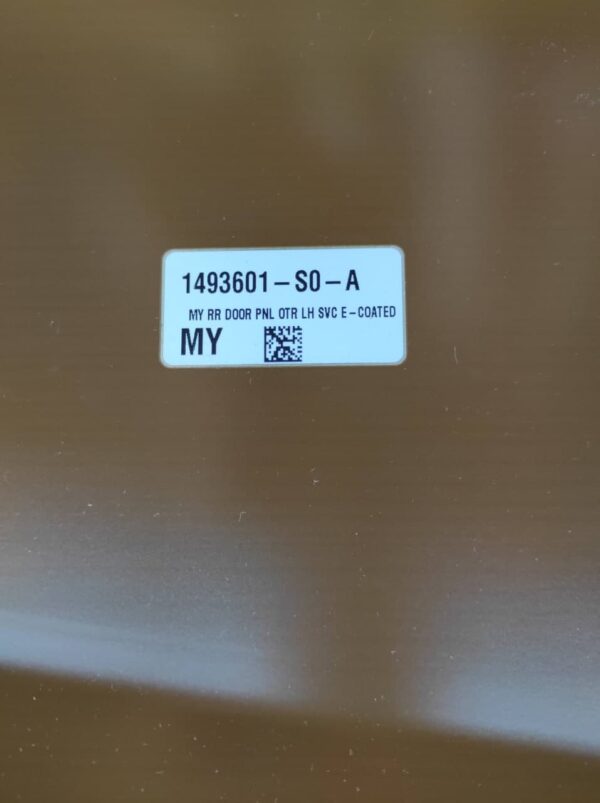 1493601-S0-A
MY RR DOOR PNL OTR LH SVC E-COATED
MY